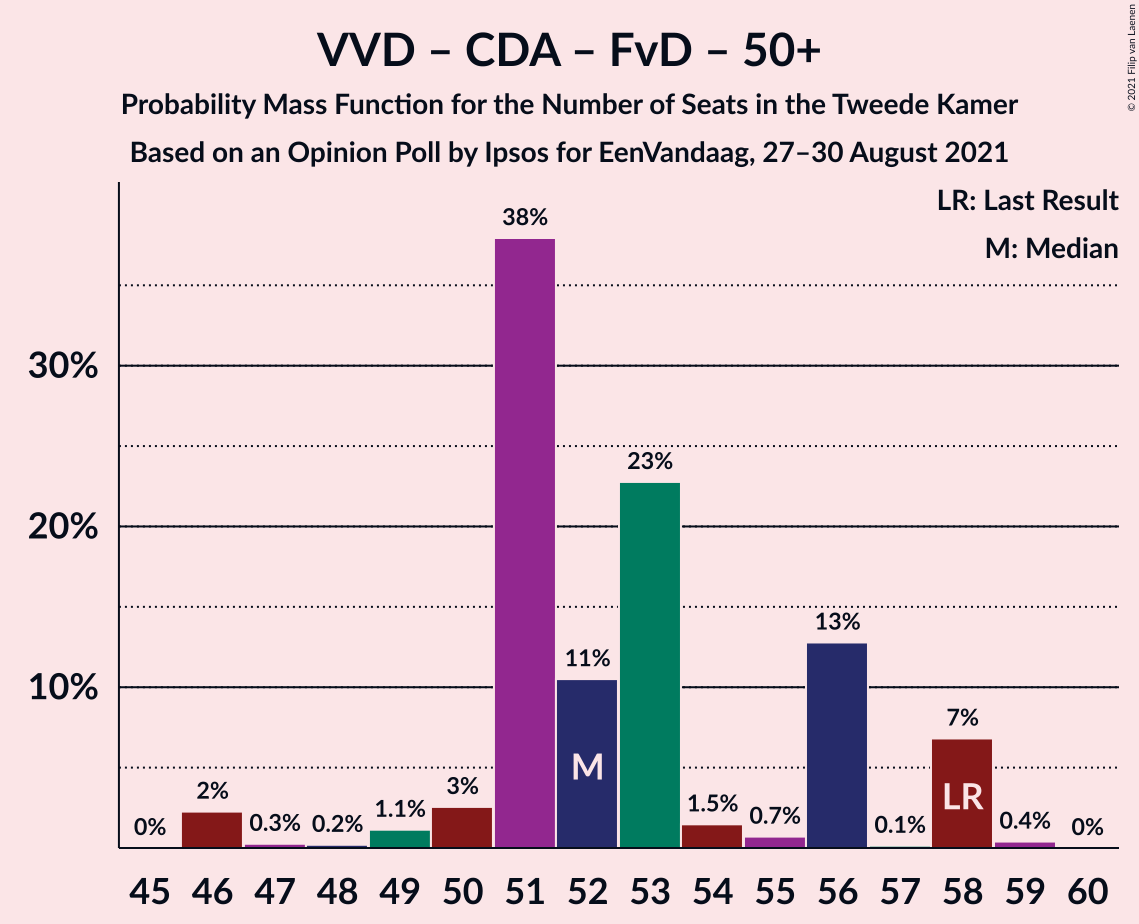 VVD – CDA – FvD – 50+
Probability Mass Function for the Number of Seats in the Tweede Kamer
Based on an Opinion Poll by Ipsos for EenVandaag, 27–30 August 2021
© 2021 Filip van Laenen
LR: Last Result
M: Median
30%
20%
10%
0%
2%
0.3%
0.2%
1.1%
3%
38%
11%
23%
1.5%
0.7%
13%
0.1%
7%
0.4%
0%
M
LR
45 46 47 48 49 50 51 52 53 54 55 56 57 58 59 60